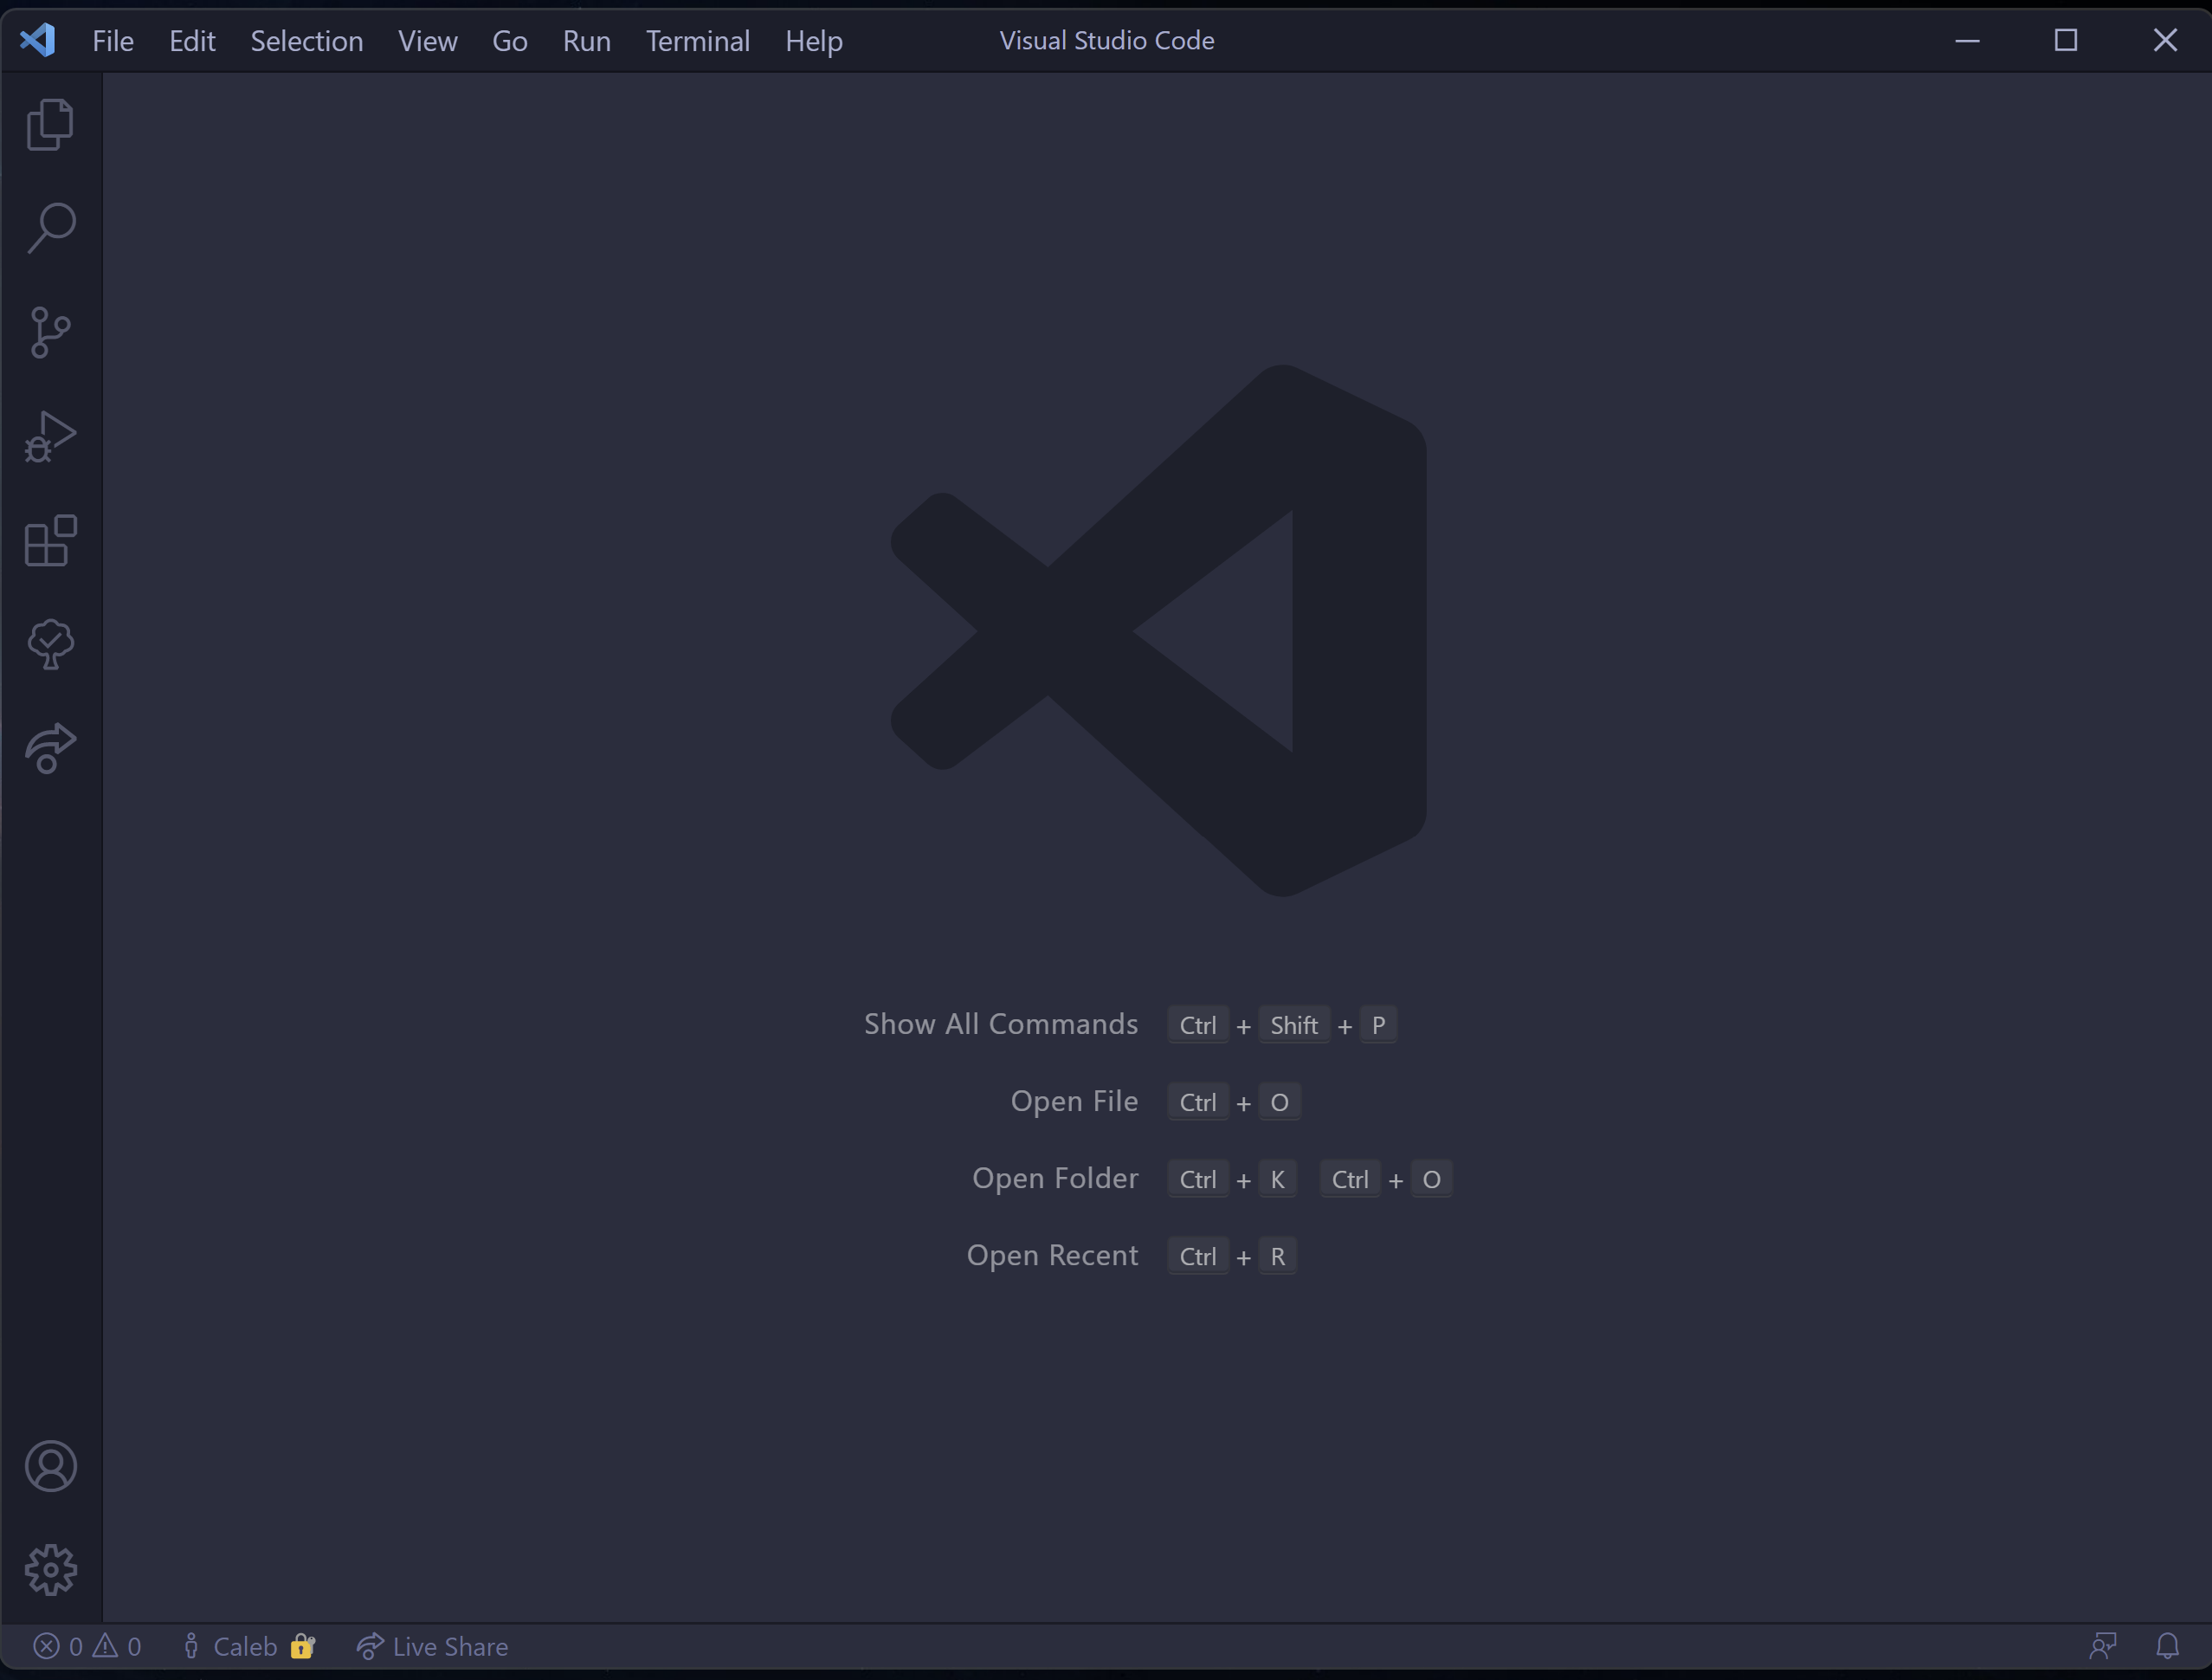 File Edit Selection View Go Run Terminal Help Visual Studio Code
Show All Commands Ctrl + Shift + P
Open File Ctrl + O
Open Folder Ctrl + K Ctrl + O
Open Recent Ctrl + R
0 0 Caleb 🔐 Live Share